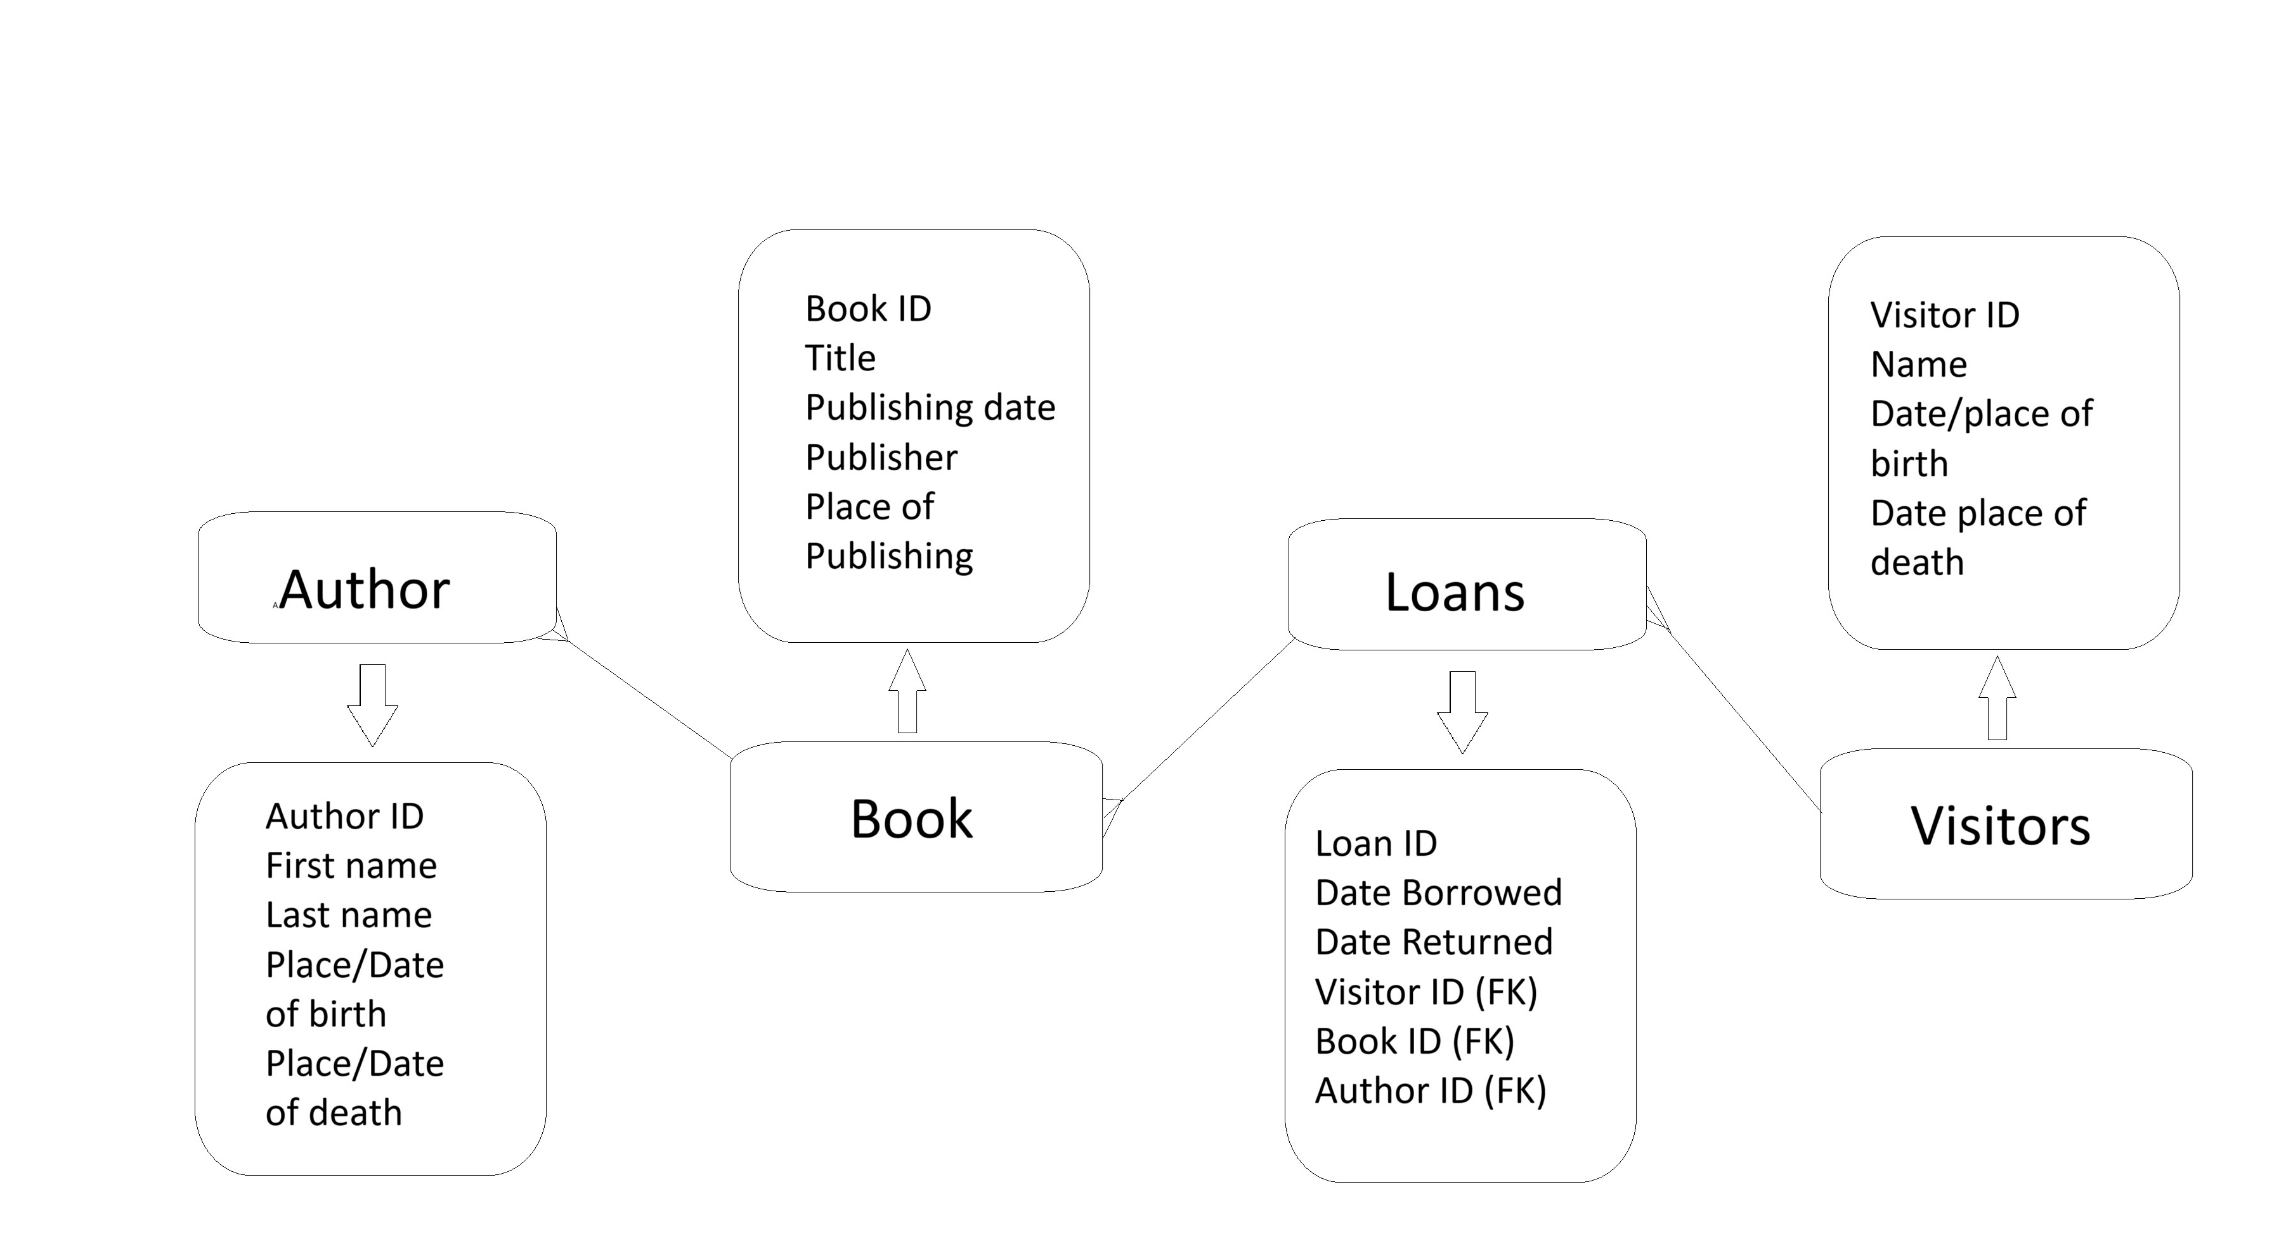 Book ID
Title
Publishing date
Publisher
Place of
Publishing
Visitor ID
Name
Date/place of
birth
Date place of
death
A
Author
Loans
Book
Visitors
Author ID
First name
Last name
Place/Date
of birth
Place/Date
of death
Loan ID
Date Borrowed
Date Returned
Visitor ID (FK)
Book ID (FK)
Author ID (FK)